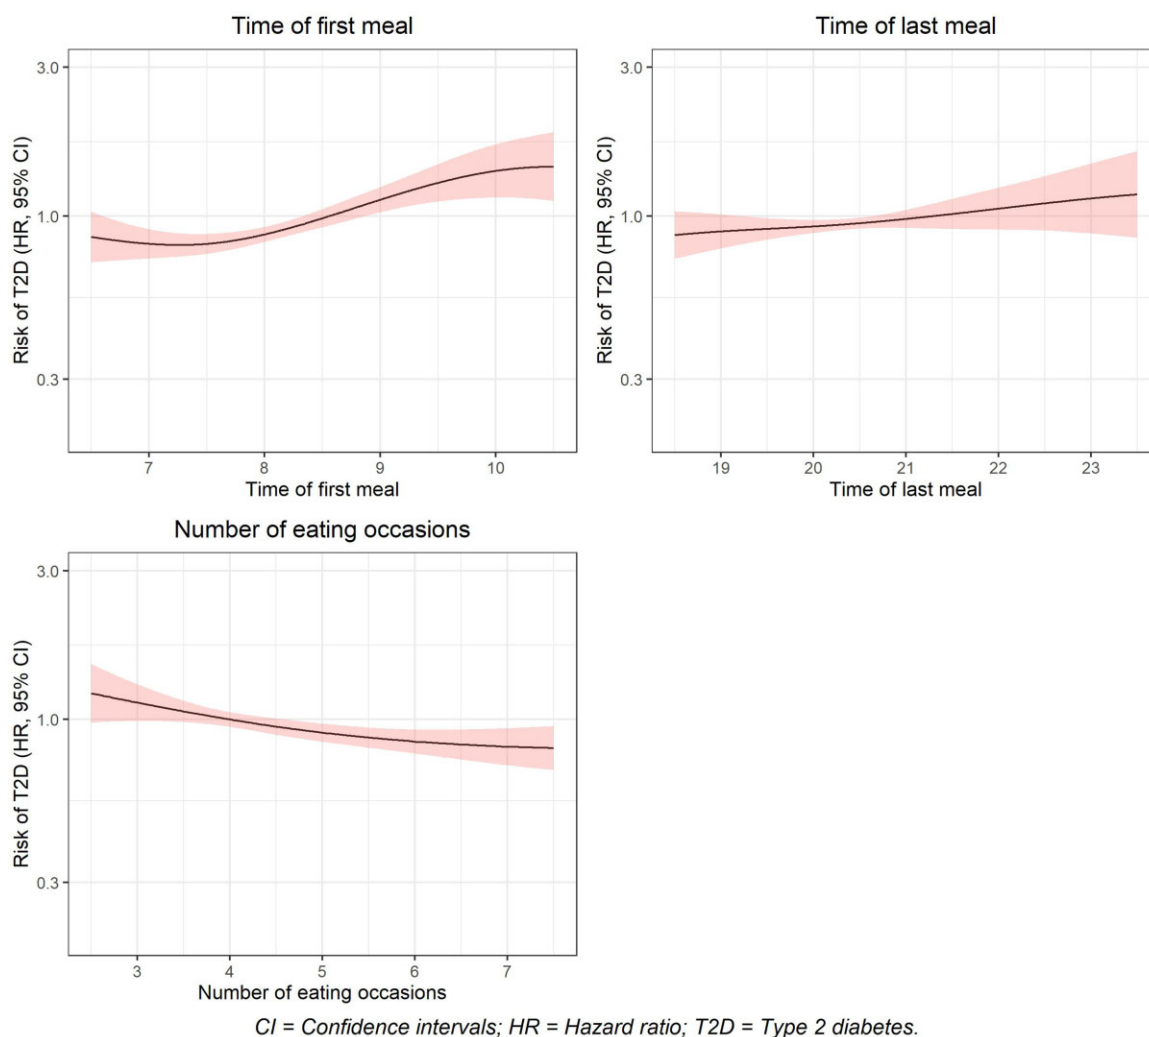 Time of first meal
3.0
1.0
0.3
Risk of T2D (HR, 95% CI)
7 8 9 10
Time of first meal
Time of last meal
3.0
1.0
0.3
Risk of T2D (HR, 95% CI)
19 20 21 22 23
Time of last meal
Number of eating occasions
3.0
1.0
0.3
Risk of T2D (HR, 95% CI)
3 4 5 6 7
Number of eating occasions
CI = Confidence intervals; HR = Hazard ratio; T2D = Type 2 diabetes.